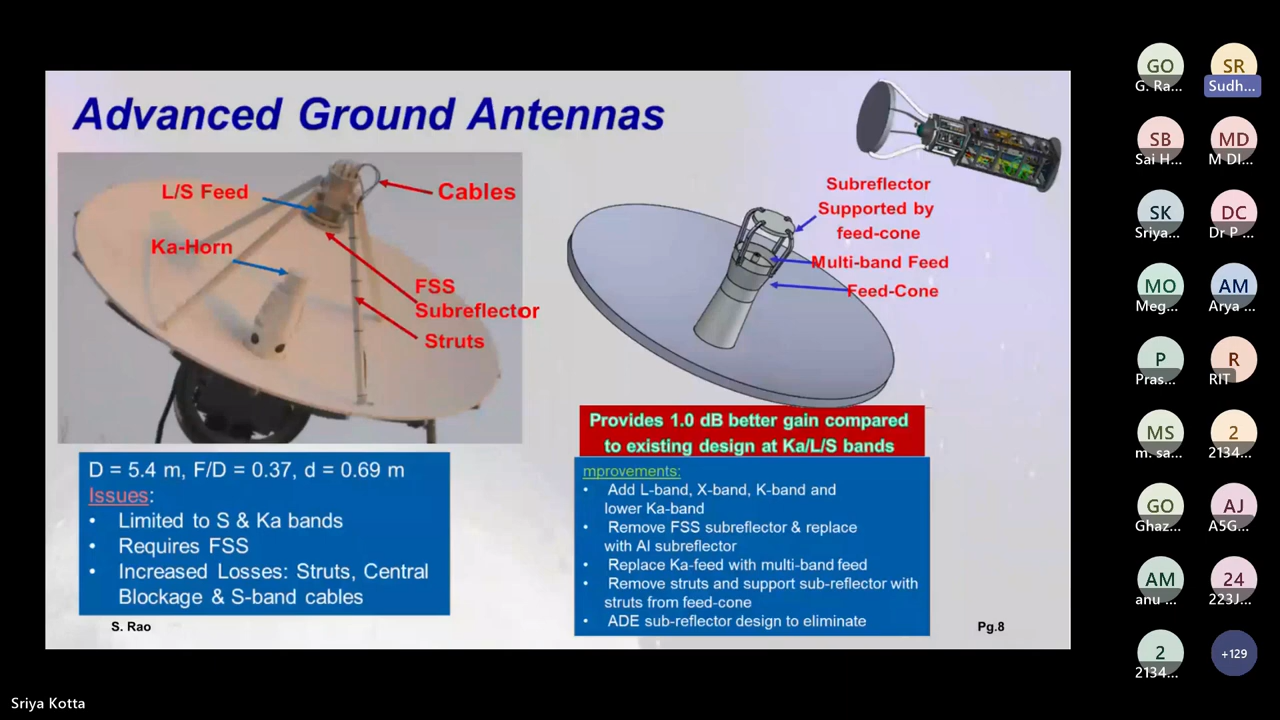 Advanced Ground Antennas
L/S Feed
Cables
Ka-Horn
FSS
Subreflector
Struts
Subreflector
Supported by
feed-cone
Multi-band Feed
Feed-Cone
D = 5.4 m, F/D = 0.37, d = 0.69 m
Issues:
• Limited to S & Ka bands
• Requires FSS
• Increased Losses: Struts, Central
Blockage & S-band cables
Provides 1.0 dB better gain compared
to existing design at Ka/L/S bands
mprovements:
• Add L-band, X-band, K-band and
lower Ka-band
• Remove FSS subreflector & replace
with Al subreflector
• Replace Ka-feed with multi-band feed
• Remove struts and support sub-reflector with
struts from feed-cone
• ADE sub-reflector design to eliminate
S. Rao
Pg.8
GO
G. Ra...
SR
Sudh...
SB
Sai H...
MD
M DI...
SK
Sriya...
DC
Dr P ...
MO
Meg...
AM
Arya ...
P
Pras...
R
RIT
MS
m. sa...
2
2134...
GO
Ghaz...
AJ
A5G...
AM
anu ...
24
223J...
2
2134...
+129
Sriya Kotta